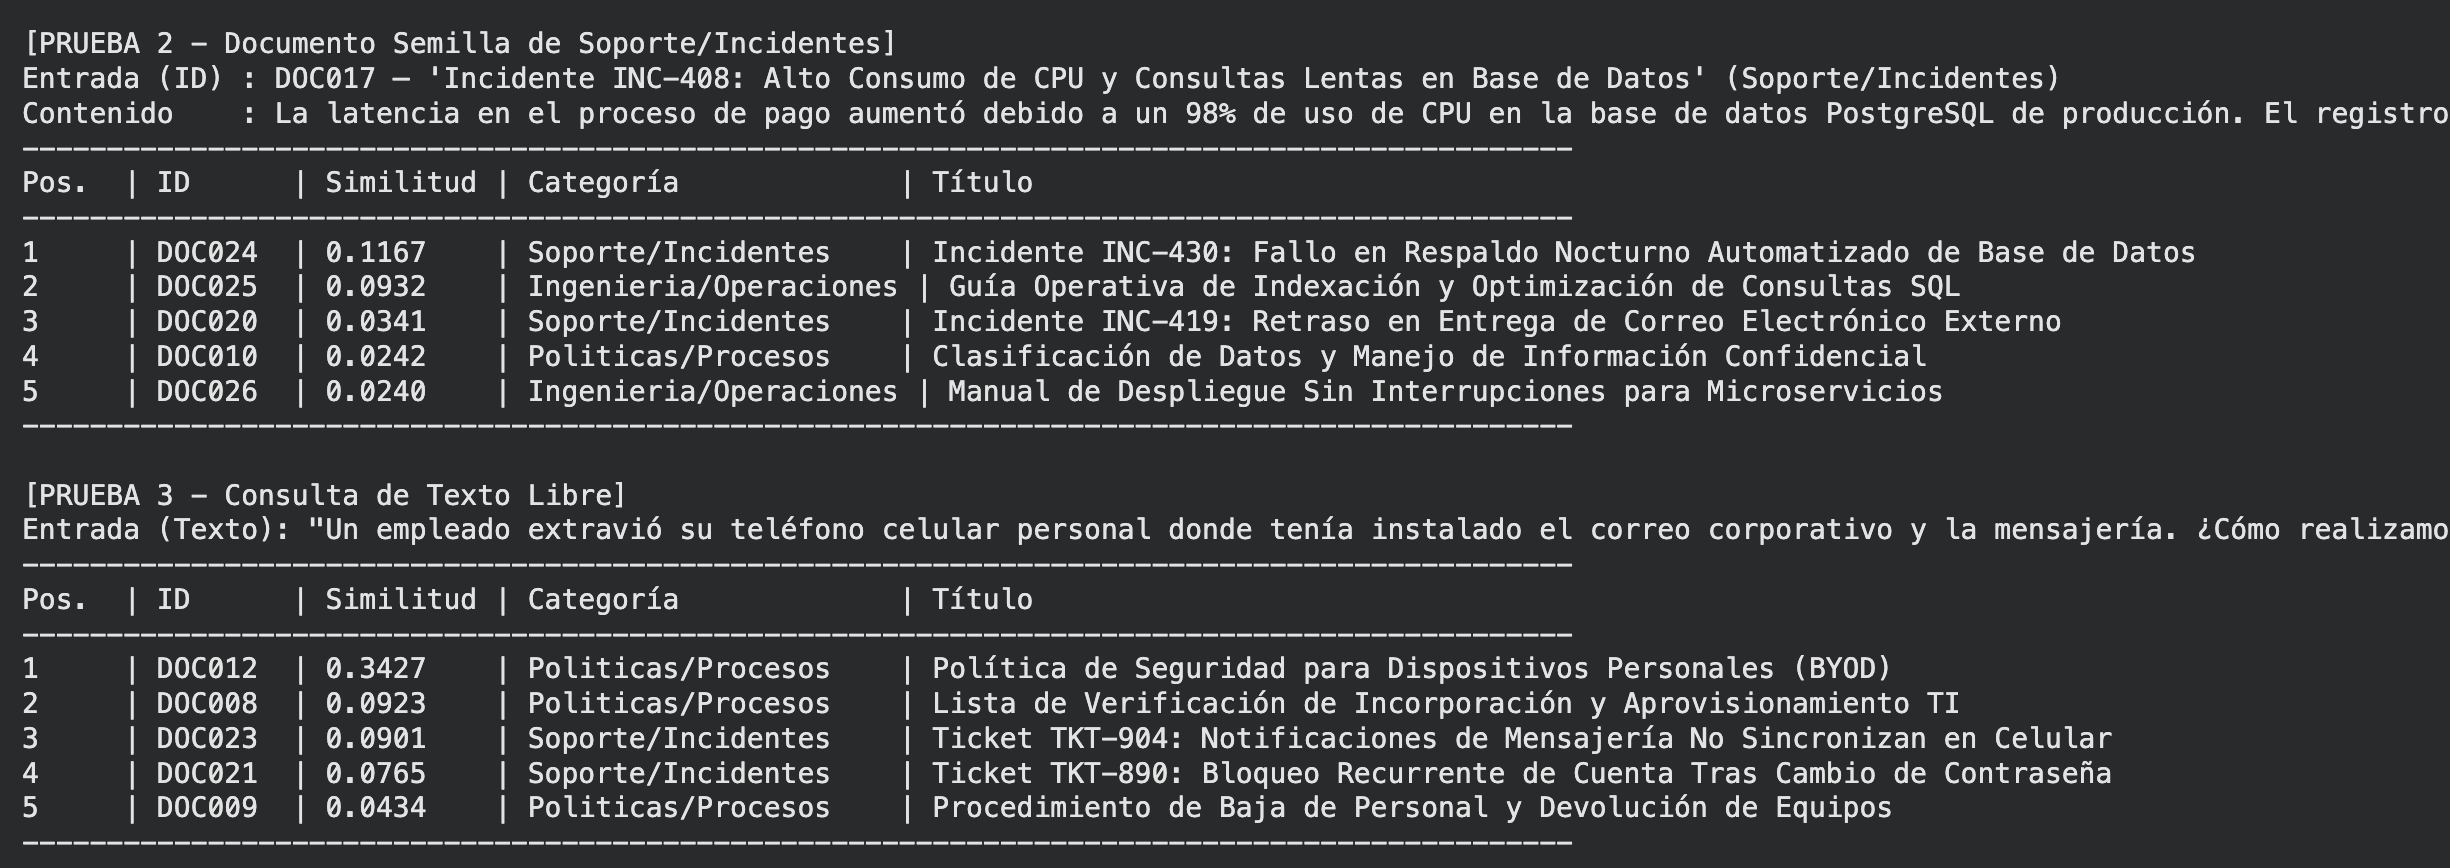 [PRUEBA 2 – Documento Semilla de Soporte/Incidentes]
Entrada (ID) : DOC017 — 'Incidente INC-408: Alto Consumo de CPU y Consultas Lentas en Base de Datos' (Soporte/Incidentes)
Contenido    : La latencia en el proceso de pago aumentó debido a un 98% de uso de CPU en la base de datos PostgreSQL de producción. El registro
--------------------------------------------------------------------------------------------
Pos.  | ID      | Similitud | Categoría             | Título
--------------------------------------------------------------------------------------------
1     | DOC024  | 0.1167    | Soporte/Incidentes    | Incidente INC-430: Fallo en Respaldo Nocturno Automatizado de Base de Datos
2     | DOC025  | 0.0932    | Ingenieria/Operaciones | Guía Operativa de Indexación y Optimización de Consultas SQL
3     | DOC020  | 0.0341    | Soporte/Incidentes    | Incidente INC-419: Retraso en Entrega de Correo Electrónico Externo
4     | DOC010  | 0.0242    | Politicas/Procesos    | Clasificación de Datos y Manejo de Información Confidencial
5     | DOC026  | 0.0240    | Ingenieria/Operaciones | Manual de Despliegue Sin Interrupciones para Microservicios
--------------------------------------------------------------------------------------------
[PRUEBA 3 – Consulta de Texto Libre]
Entrada (Texto): "Un empleado extravió su teléfono celular personal donde tenía instalado el correo corporativo y la mensajería. ¿Cómo realizamo
--------------------------------------------------------------------------------------------
Pos.  | ID      | Similitud | Categoría             | Título
--------------------------------------------------------------------------------------------
1     | DOC012  | 0.3427    | Politicas/Procesos    | Política de Seguridad para Dispositivos Personales (BYOD)
2     | DOC008  | 0.0923    | Politicas/Procesos    | Lista de Verificación de Incorporación y Aprovisionamiento TI
3     | DOC023  | 0.0901    | Soporte/Incidentes    | Ticket TKT-904: Notificaciones de Mensajería No Sincronizan en Celular
4     | DOC021  | 0.0765    | Soporte/Incidentes    | Ticket TKT-890: Bloqueo Recurrente de Cuenta Tras Cambio de Contraseña
5     | DOC009  | 0.0434    | Politicas/Procesos    | Procedimiento de Baja de Personal y Devolución de Equipos
--------------------------------------------------------------------------------------------